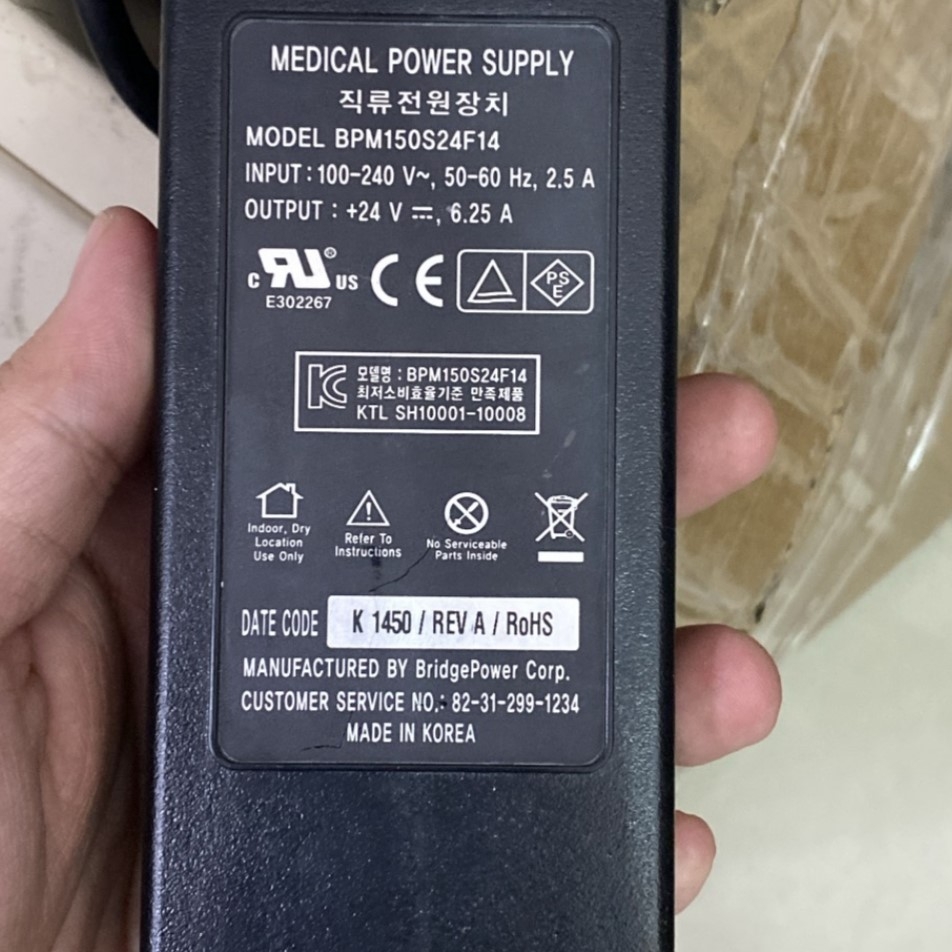 MEDICAL POWER SUPPLY
직류전원장치
MODEL BPM150S24F14
INPUT : 100-240 V~, 50-60 Hz, 2.5 A
OUTPUT : +24 V ⎓, 6.25 A
c RU® US CE PSE
E302267
KC 모델명 : BPM150S24F14
최저소비효율기준 만족제품
KTL SH10001-10008
Indoor, Dry Location Use Only
Refer To Instructions
No Serviceable Parts Inside
DATE CODE K 1450 / REV A / RoHS
MANUFACTURED BY BridgePower Corp.
CUSTOMER SERVICE NO.: 82-31-299-1234
MADE IN KOREA